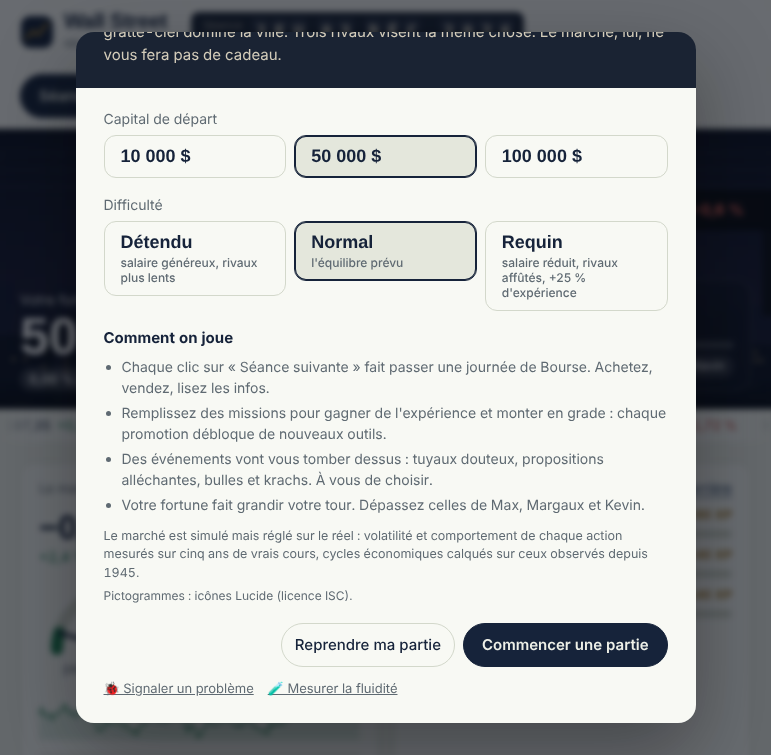 Wall Street
gratte-ciel domine la ville. Trois rivaux visent la même chose. Le marché, lui, ne
vous fera pas de cadeau.
Capital de départ
10 000 $ 50 000 $ 100 000 $
Difficulté
Détendu Normal Requin
salaire généreux, rivaux l'équilibre prévu salaire réduit, rivaux
plus lents affûtés, +25 %
d'expérience
Comment on joue
• Chaque clic sur « Séance suivante » fait passer une journée de Bourse. Achetez,
vendez, lisez les infos.
• Remplissez des missions pour gagner de l'expérience et monter en grade : chaque
promotion débloque de nouveaux outils.
• Des événements vont vous tomber dessus : tuyaux douteux, propositions
alléchantes, bulles et krachs. À vous de choisir.
• Votre fortune fait grandir votre tour. Dépassez celles de Max, Margaux et Kevin.
Le marché est simulé mais réglé sur le réel : volatilité et comportement de chaque action
mesurés sur cinq ans de vrais cours, cycles économiques calqués sur ceux observés depuis
1945.
Pictogrammes : icônes Lucide (licence ISC).
Reprendre ma partie Commencer une partie
🐞 Signaler un problème 🧪 Mesurer la fluidité